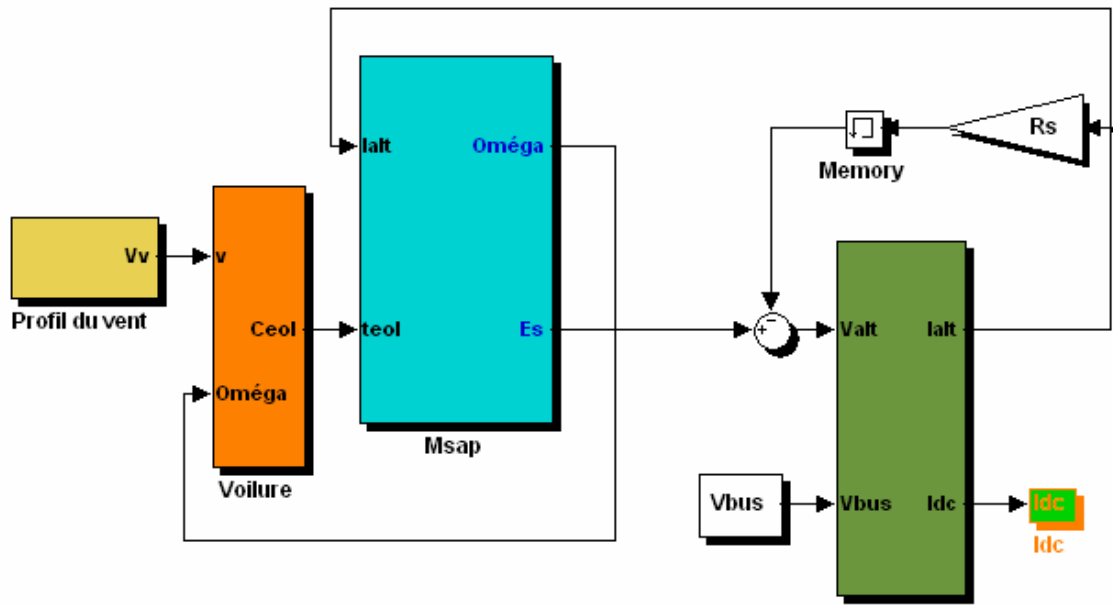 Ialt
Oméga
Rs
Memory
Vv
v
Profil du vent
Ceol
teol
Es
Valt
Ialt
Oméga
Msap
Voilure
Vbus
Vbus
Idc
Idc
Idc